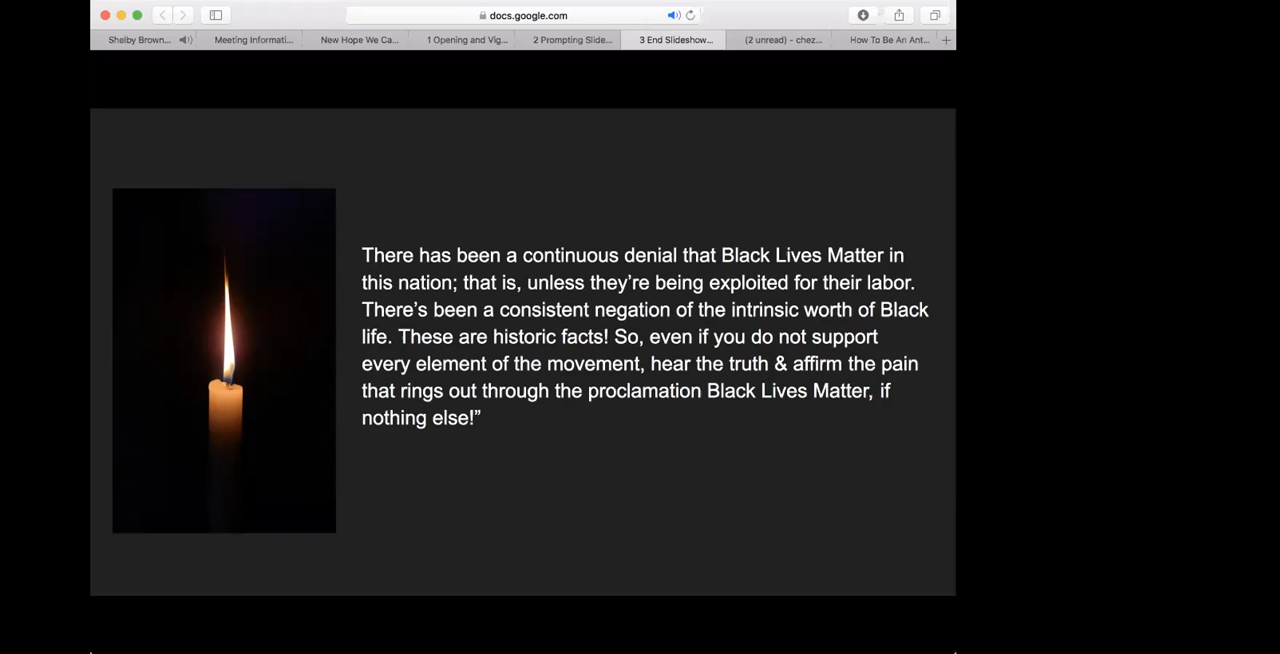 docs.google.com
Shelby Brown...
Meeting Informati...
New Hope We Ca...
1 Opening and Vig...
2 Prompting Slide...
3 End Slideshow...
(2 unread) - chez...
How To Be An Ant...
There has been a continuous denial that Black Lives Matter in
this nation; that is, unless they’re being exploited for their labor.
There’s been a consistent negation of the intrinsic worth of Black
life. These are historic facts! So, even if you do not support
every element of the movement, hear the truth & affirm the pain
that rings out through the proclamation Black Lives Matter, if
nothing else!”